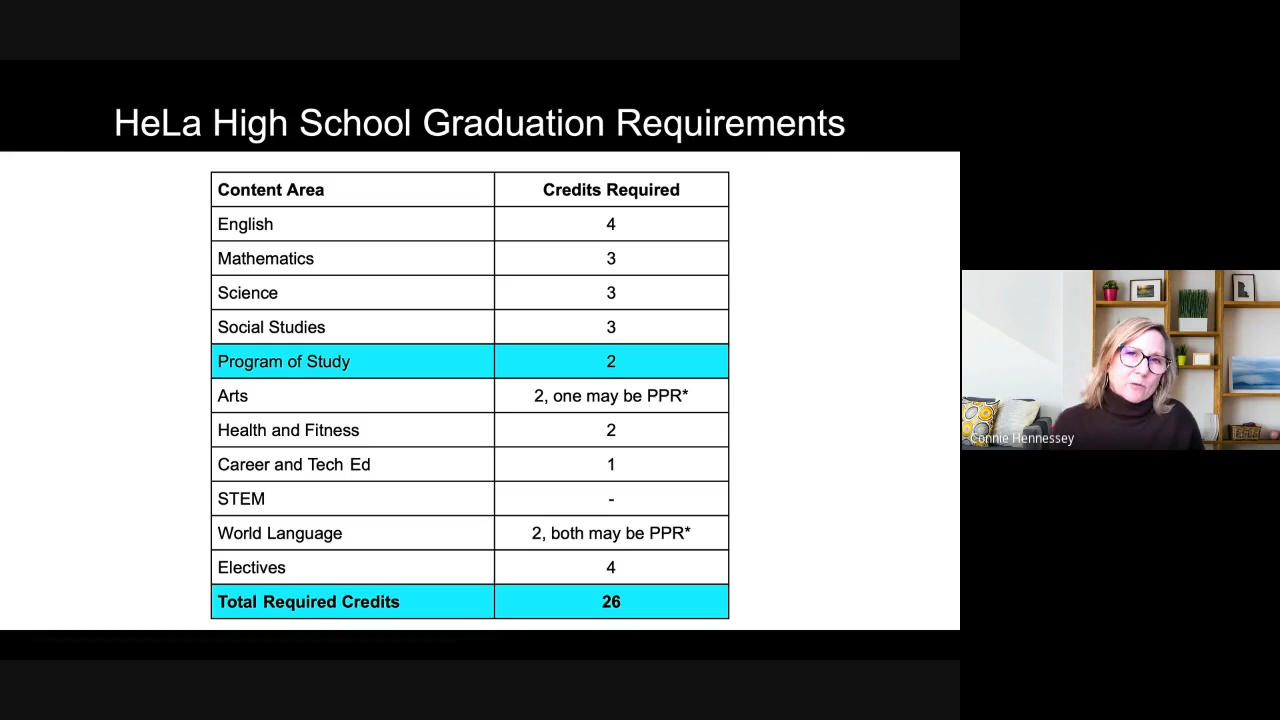 HeLa High School Graduation Requirements
Content Area Credits Required
English 4
Mathematics 3
Science 3
Social Studies 3
Program of Study 2
Arts 2, one may be PPR*
Health and Fitness 2
Career and Tech Ed 1
STEM -
World Language 2, both may be PPR*
Electives 4
Total Required Credits 26
Connie Hennessey